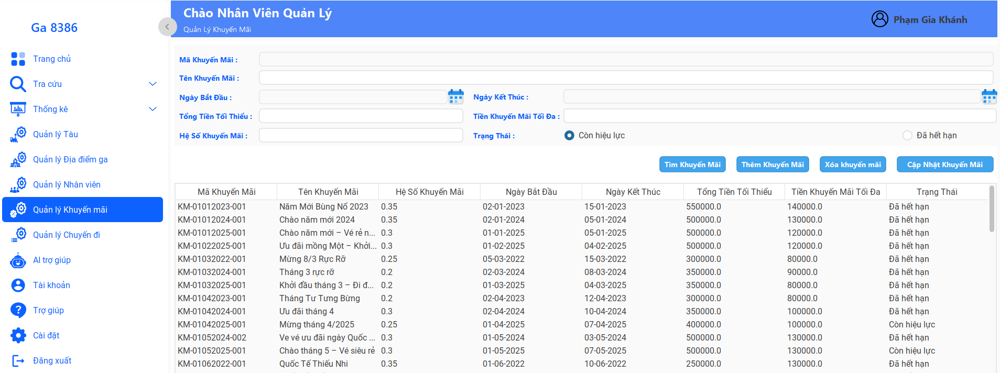 Ga 8386
Trang chủ
Tra cứu
Thống kê
Quản lý Tàu
Quản lý Địa điểm ga
Quản lý Nhân viên
Quản lý Khuyến mãi
Quản lý Chuyến đi
AI trợ giúp
Tài khoản
Trợ giúp
Cài đặt
Đăng xuất
Chào Nhân Viên Quản Lý
Quản Lý Khuyến Mãi
Phạm Gia Khánh
Mã Khuyến Mãi :
Tên Khuyến Mãi :
Ngày Bắt Đầu : Ngày Kết Thúc :
Tổng Tiền Tối Thiểu : Tiền Khuyến Mãi Tối Đa :
Hệ Số Khuyến Mãi : Trạng Thái : Còn hiệu lực Đã hết hạn
Tìm Khuyến Mãi Thêm Khuyến Mãi Xóa khuyến mãi Cập Nhật Khuyến Mãi
Mã Khuyến Mãi Tên Khuyến Mãi Hệ Số Khuyến Mãi Ngày Bắt Đầu Ngày Kết Thúc Tổng Tiền Tối Thiểu Tiền Khuyến Mãi Tối Đa Trạng Thái
KM-01012023-001 Năm Mới Bùng Nổ 2023 0.35 02-01-2023 15-01-2023 550000.0 140000.0 Đã hết hạn
KM-01012024-001 Chào năm mới 2024 0.35 02-01-2024 05-01-2024 500000.0 130000.0 Đã hết hạn
KM-01012025-001 Chào năm mới – Vé rẻ n... 0.3 01-01-2025 05-01-2025 500000.0 120000.0 Đã hết hạn
KM-01022025-001 Ưu đãi mồng Một – Khởi... 0.3 01-02-2025 04-02-2025 500000.0 120000.0 Đã hết hạn
KM-01032022-001 Mừng 8/3 Rực Rỡ 0.25 05-03-2022 15-03-2022 300000.0 80000.0 Đã hết hạn
KM-01032024-001 Tháng 3 rực rỡ 0.2 02-03-2024 08-03-2024 350000.0 90000.0 Đã hết hạn
KM-01032025-001 Khởi đầu tháng 3 – Đi đ... 0.2 01-03-2025 04-03-2025 350000.0 80000.0 Đã hết hạn
KM-01042023-001 Tháng Tư Tưng Bừng 0.2 02-04-2023 12-04-2023 300000.0 80000.0 Đã hết hạn
KM-01042024-001 Ưu đãi tháng 4 0.3 02-04-2024 10-04-2024 350000.0 100000.0 Đã hết hạn
KM-01042025-001 Mừng tháng 4/2025 0.25 01-04-2025 07-04-2025 400000.0 100000.0 Còn hiệu lực
KM-01052024-002 Ve vé ưu đãi ngày Quốc ... 0.3 01-05-2024 03-05-2024 500000.0 130000.0 Đã hết hạn
KM-01052025-001 Chào tháng 5 – Vé siêu rẻ 0.3 01-05-2025 07-05-2025 500000.0 130000.0 Còn hiệu lực
KM-01062022-001 Quốc Tế Thiếu Nhi 0.35 01-06-2022 10-06-2022 250000.0 130000.0 Đã hết hạn